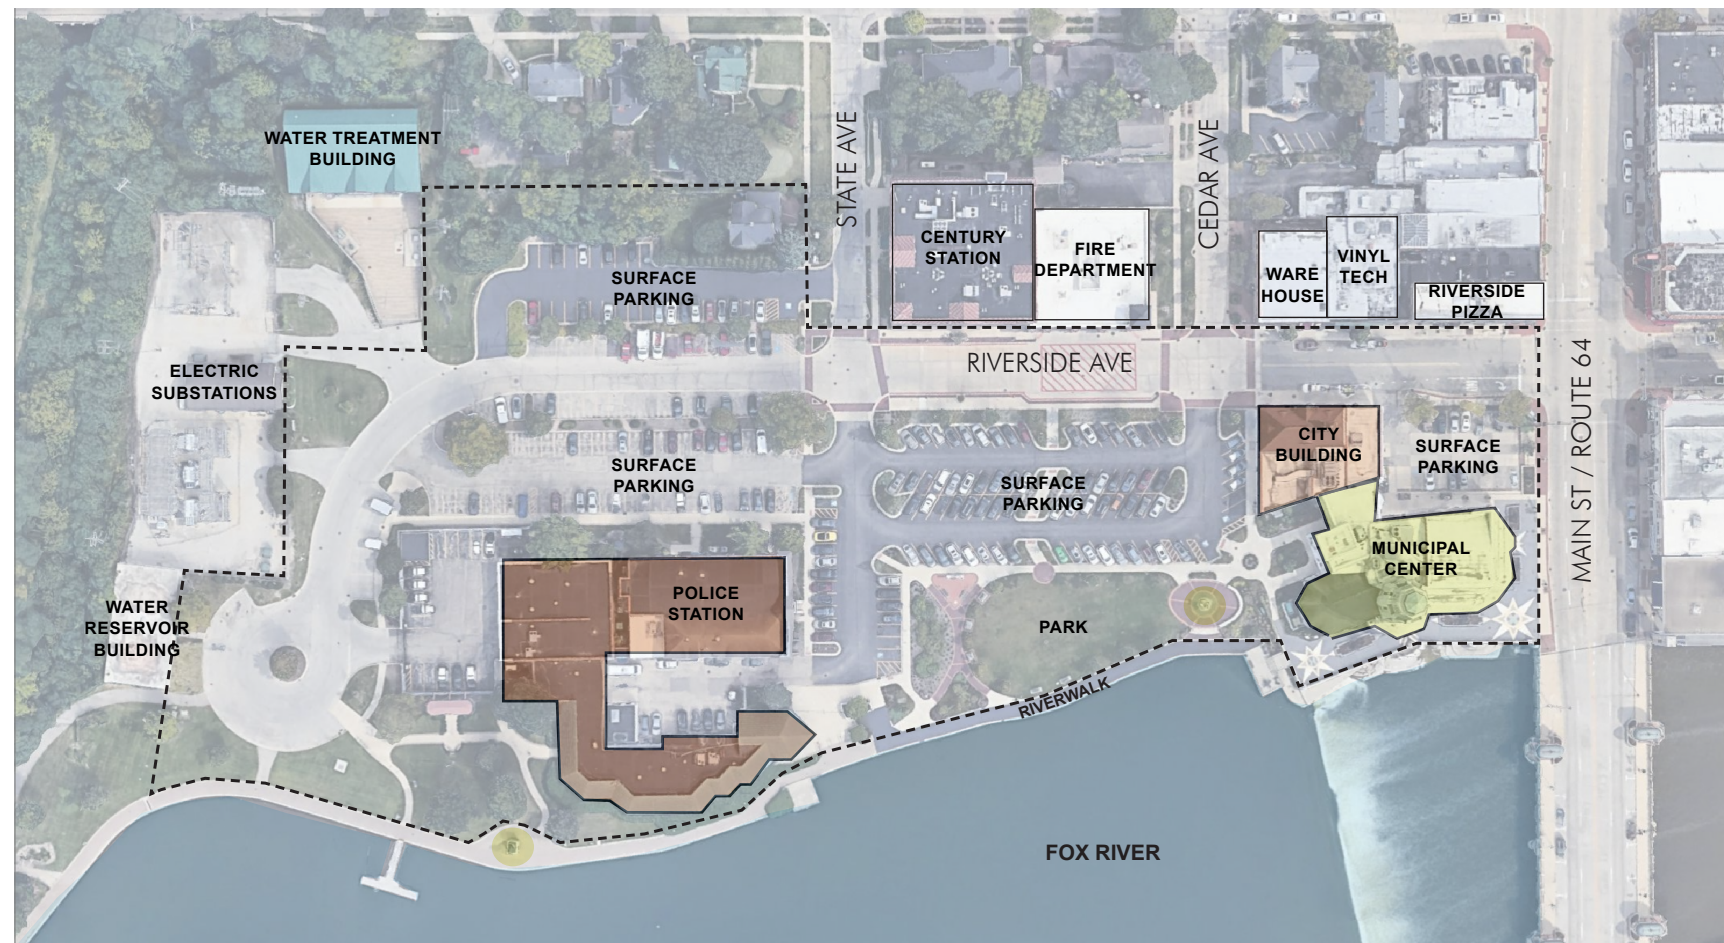 WATER TREATMENT
BUILDING
STATE AVE
CEDAR AVE
CENTURY
STATION
FIRE
DEPARTMENT
WARE
HOUSE
VINYL
TECH
RIVERSIDE
PIZZA
SURFACE
PARKING
ELECTRIC
SUBSTATIONS
RIVERSIDE AVE
MAIN ST / ROUTE 64
SURFACE
PARKING
SURFACE
PARKING
CITY
BUILDING
SURFACE
PARKING
MUNICIPAL
CENTER
WATER
RESERVOIR
BUILDING
POLICE
STATION
PARK
RIVERWALK
FOX RIVER